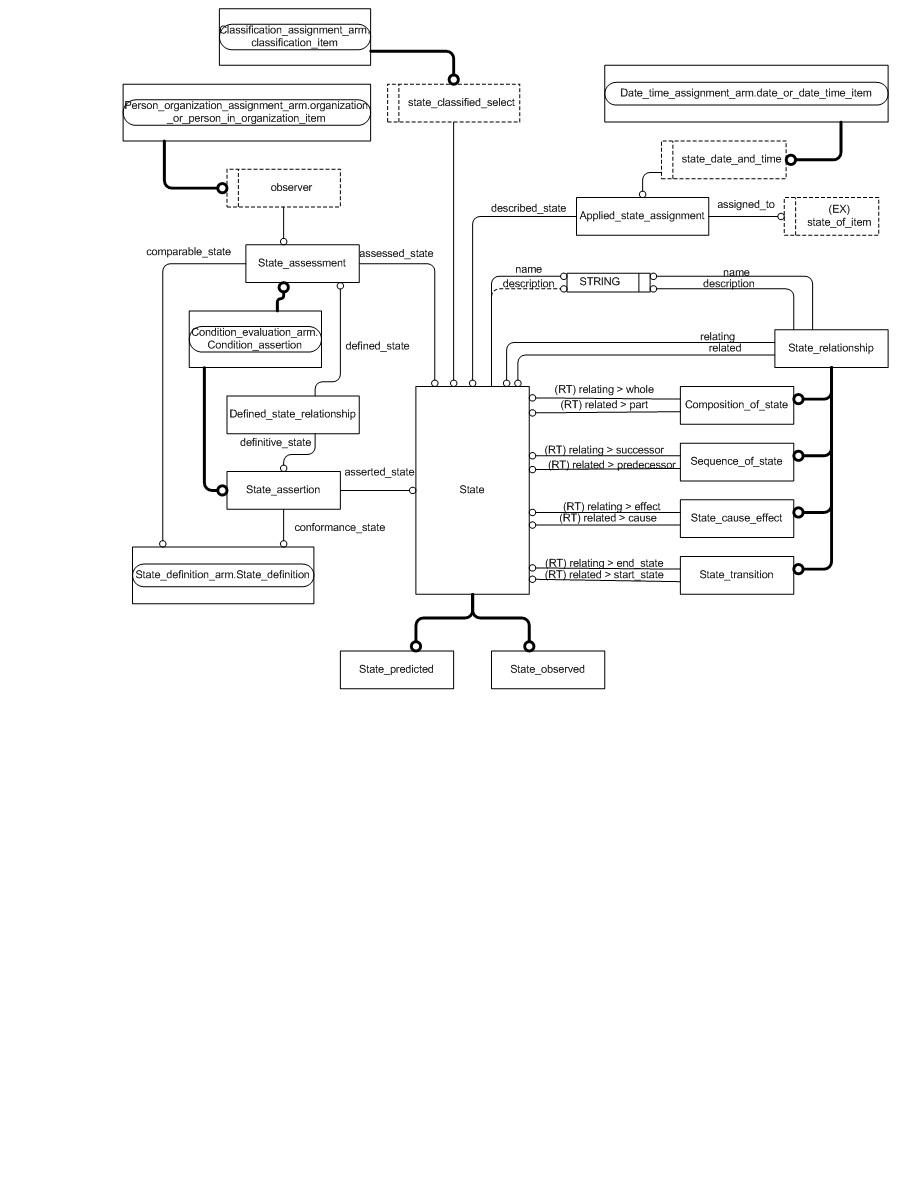 Classification_assignment_arm.
classification_item
Person_organization_assignment_arm.organization
_or_person_in_organization_item
state_classified_select
Date_time_assignment_arm.date_or_date_time_item
state_date_and_time
observer
described_state
Applied_state_assignment
assigned_to
(EX)
state_of_item
comparable_state
State_assessment
assessed_state
name
description
STRING
name
description
Condition_evaluation_arm.
Condition_assertion
defined_state
relating
related
State_relationship
Defined_state_relationship
definitive_state
(RT) relating > whole
(RT) related > part
Composition_of_state
State_assertion
asserted_state
State
(RT) relating > successor
(RT) related > predecessor
Sequence_of_state
conformance_state
(RT) relating > effect
(RT) related > cause
State_cause_effect
State_definition_arm.State_definition
(RT) relating > end_state
(RT) related > start_state
State_transition
State_predicted
State_observed